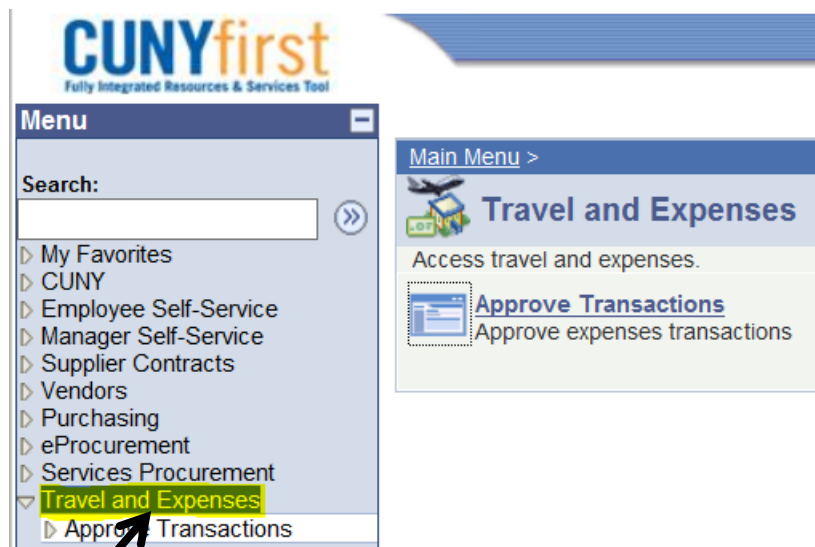 CUNYfirst
Fully Integrated Resources & Services Tool
Menu
Search:
My Favorites
CUNY
Employee Self-Service
Manager Self-Service
Supplier Contracts
Vendors
Purchasing
eProcurement
Services Procurement
Travel and Expenses
Approve Transactions
Main Menu >
Travel and Expenses
Access travel and expenses.
Approve Transactions
Approve expenses transactions